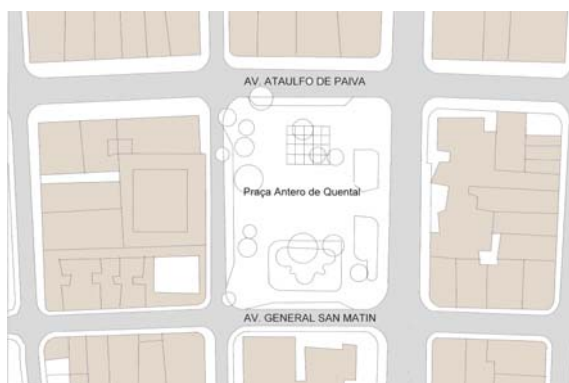 AV. ATAULFO DE PAIVA
Praça Antero de Quental
AV. GENERAL SAN MATIN